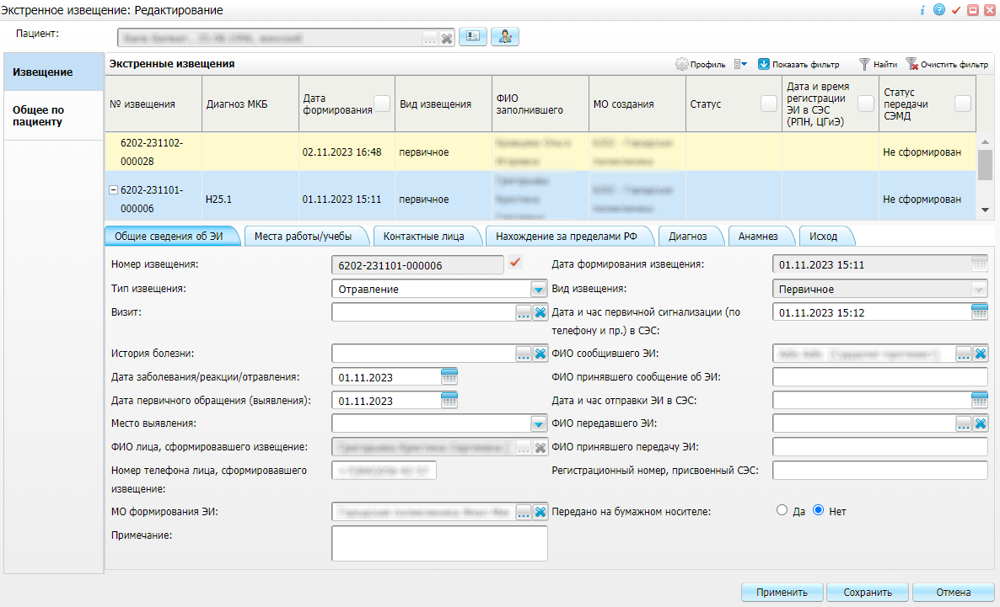 Экстренное извещение: Редактирование
Пациент:
Извещение
Общее по
пациенту
Экстренные извещения
Профиль
Показать фильтр
Найти
Очистить фильтр
№ извещения
Диагноз МКБ
Дата
формирования
Вид извещения
ФИО
заполнившего
МО создания
Статус
Дата и время
регистрации
ЭИ в СЭС
(РПН, ЦГиЭ)
Статус
передачи
СЭМД
6202-231102-
000028
02.11.2023 16:48
первичное
Не сформирован
6202-231101-
000006
H25.1
01.11.2023 15:11
первичное
Не сформирован
Общие сведения об ЭИ
Места работы/учебы
Контактные лица
Нахождение за пределами РФ
Диагноз
Анамнез
Исход
Номер извещения:
6202-231101-000006
Дата формирования извещения:
01.11.2023 15:11
Тип извещения:
Отравление
Вид извещения:
Первичное
Визит:
Дата и час первичной сигнализации (по
телефону и пр.) в СЭС:
01.11.2023 15:12
История болезни:
ФИО сообщившего ЭИ:
Дата заболевания/реакции/отравления:
01.11.2023
ФИО принявшего сообщение об ЭИ:
Дата первичного обращения (выявления):
01.11.2023
Дата и час отправки ЭИ в СЭС:
Место выявления:
ФИО передавшего ЭИ:
ФИО лица, сформировавшего извещение:
ФИО принявшего передачу ЭИ:
Номер телефона лица, сформировавшего
извещение:
Регистрационный номер, присвоенный СЭС:
МО формирования ЭИ:
Передано на бумажном носителе:
Да
Нет
Примечание:
Применить
Сохранить
Отмена